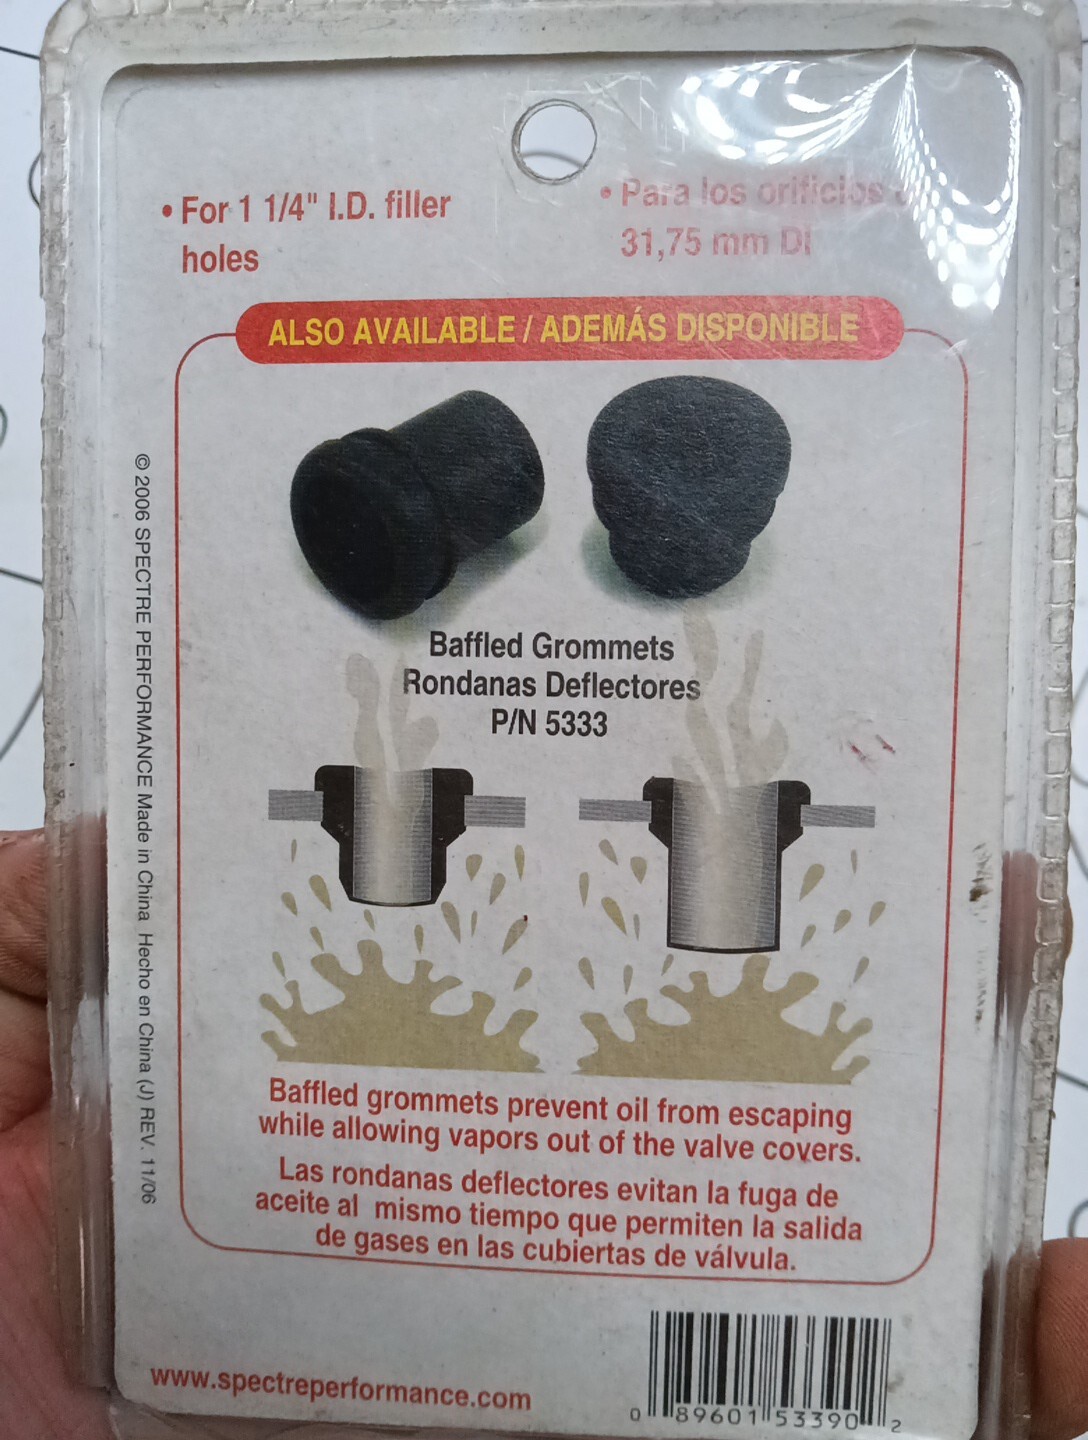 • For 1 1/4" I.D. filler
holes
• Para los orificios
31,75 mm DI
ALSO AVAILABLE / ADEMÁS DISPONIBLE
Baffled Grommets
Rondanas Deflectores
P/N 5333
Baffled grommets prevent oil from escaping
while allowing vapors out of the valve covers.
Las rondanas deflectores evitan la fuga de
aceite al mismo tiempo que permiten la salida
de gases en las cubiertas de válvula.
© 2006 SPECTRE PERFORMANCE Made in China Hecho en China (J) REV. 11/06
www.spectreperformance.com
0 89601 53390 2